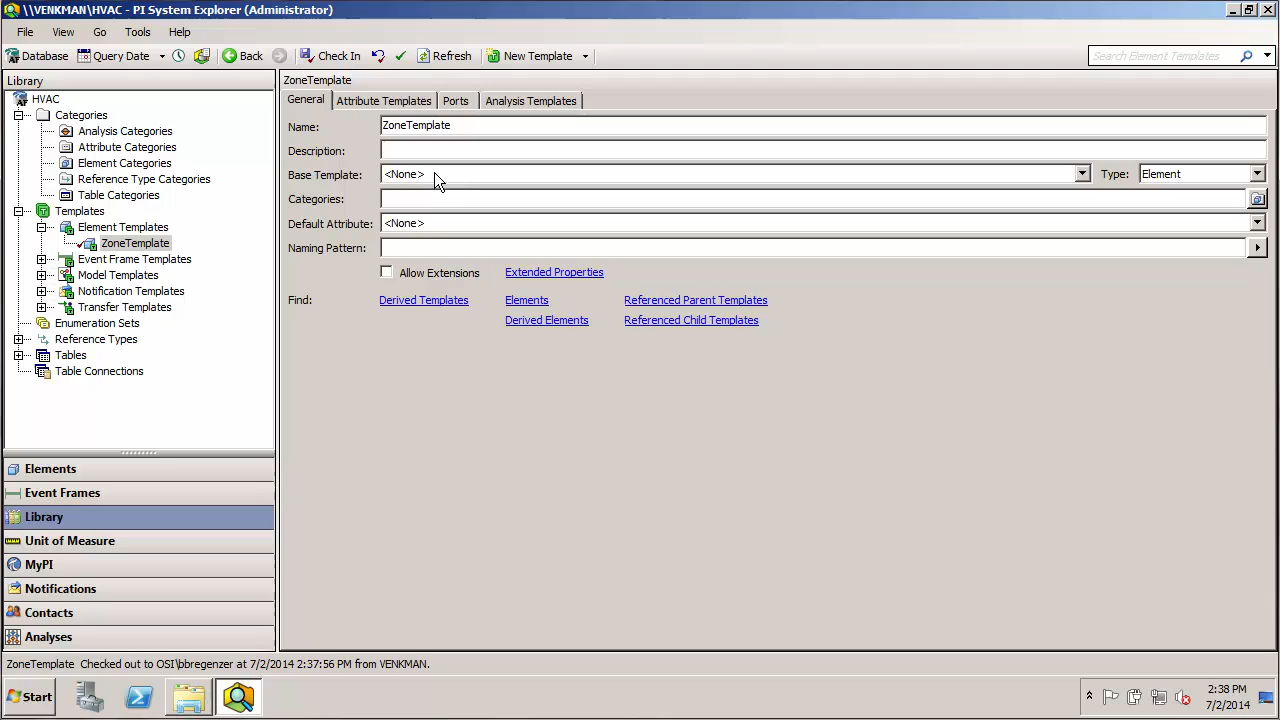 \\VENKMAN\HVAC - PI System Explorer (Administrator)
File View Go Tools Help
Database Query Date Back Check In Refresh New Template Search Element Templates
Library
HVAC
Categories
Analysis Categories
Attribute Categories
Element Categories
Reference Type Categories
Table Categories
Templates
Element Templates
ZoneTemplate
Event Frame Templates
Model Templates
Notification Templates
Transfer Templates
Enumeration Sets
Reference Types
Tables
Table Connections
Elements
Event Frames
Library
Unit of Measure
MyPI
Notifications
Contacts
Analyses
ZoneTemplate
General Attribute Templates Ports Analysis Templates
Name: ZoneTemplate
Description:
Base Template: <None> Type: Element
Categories:
Default Attribute: <None>
Naming Pattern:
Allow Extensions Extended Properties
Find: Derived Templates Elements Referenced Parent Templates
Derived Elements Referenced Child Templates
ZoneTemplate Checked out to OSI\bbregenzer at 7/2/2014 2:37:56 PM from VENKMAN.
Start
2:38 PM
7/2/2014